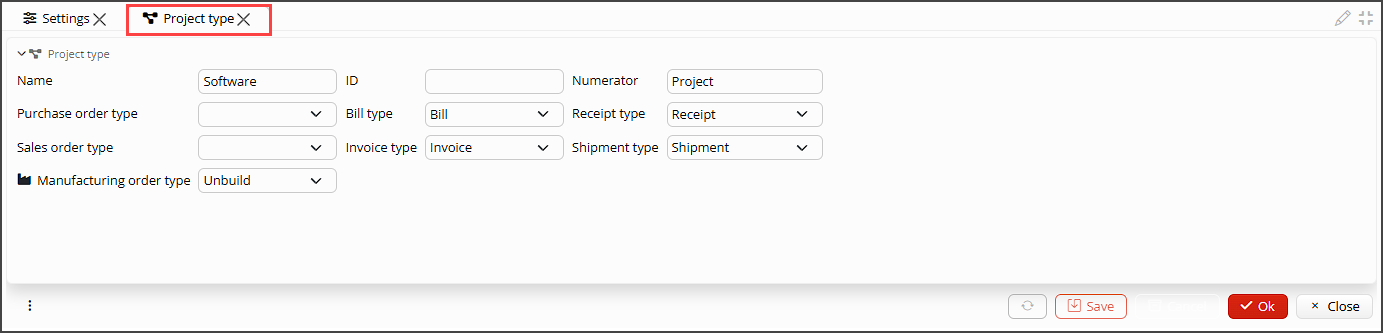 Settings Project type
Project type
Name Software ID Numerator Project
Purchase order type Bill type Bill Receipt type Receipt
Sales order type Invoice type Invoice Shipment type Shipment
Manufacturing order type Unbuild
Save Ok Close